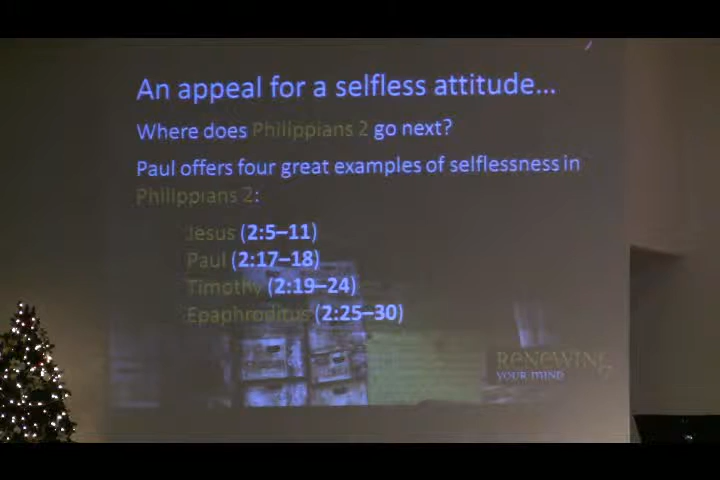 An appeal for a selfless attitude...
Where does Philippians 2 go next?
Paul offers four great examples of selflessness in
Philippians 2:
Jesus (2:5–11)
Paul (2:17–18)
Timothy (2:19–24)
Epaphroditus (2:25–30)
RENEWING
YOUR MIND